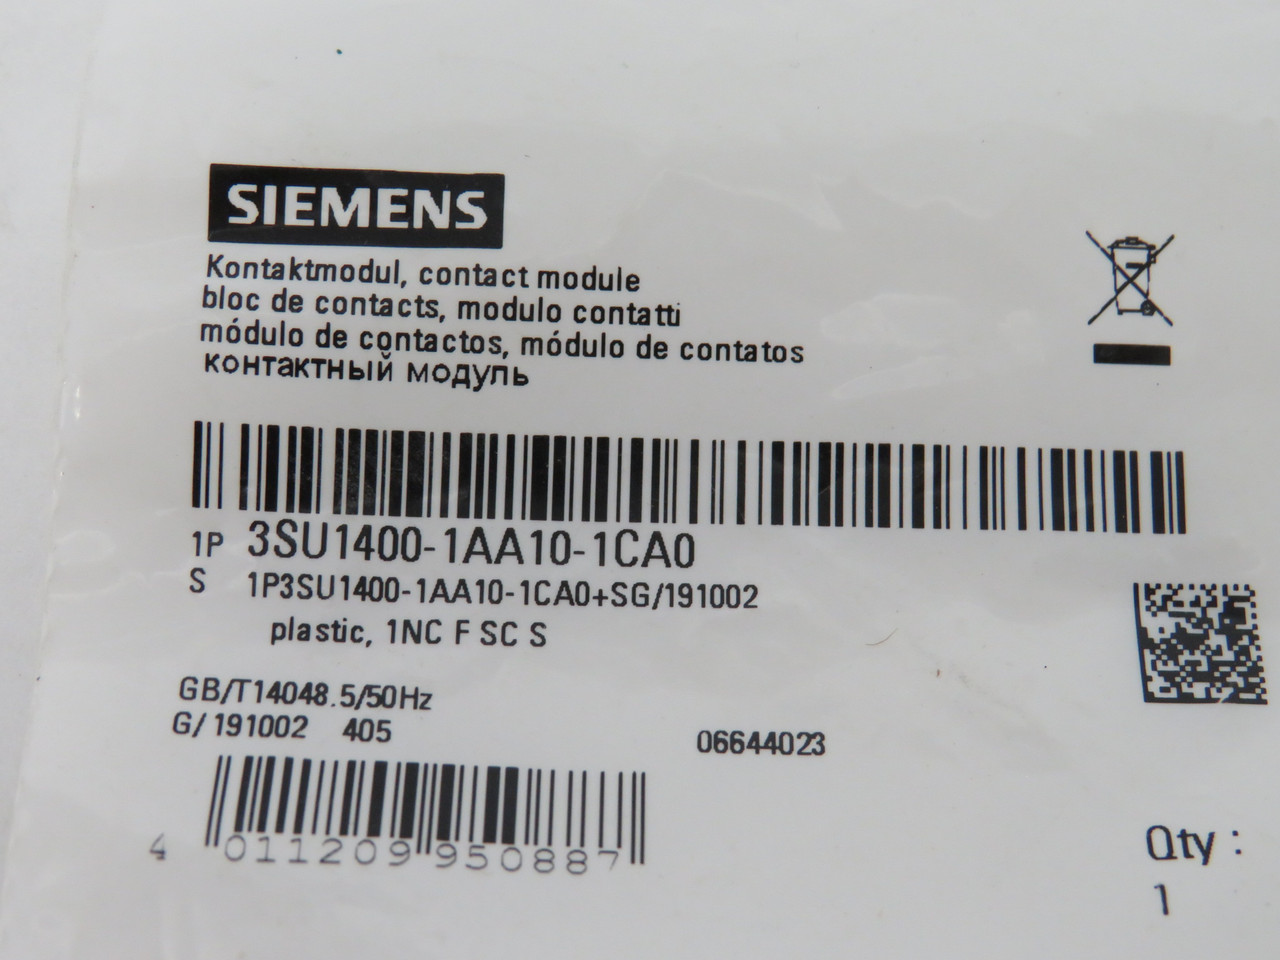 SIEMENS
Kontaktmodul, contact module
bloc de contacts, modulo contatti
módulo de contactos, módulo de contatos
контактный модуль
1P 3SU1400-1AA10-1CA0
S 1P3SU1400-1AA10-1CA0+SG/191002
plastic, 1NC F SC S
GB/T14048.5/50Hz
G/191002 405
06644023
4 011209 950887
Qty :
1